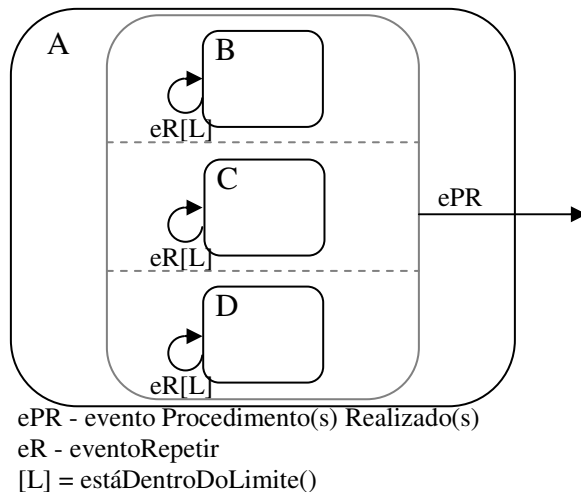 A
B
eR[L]
C
ePR
eR[L]
D
eR[L]
ePR - evento Procedimento(s) Realizado(s)
eR - eventoRepetir
[L] = estáDentroDoLimite()